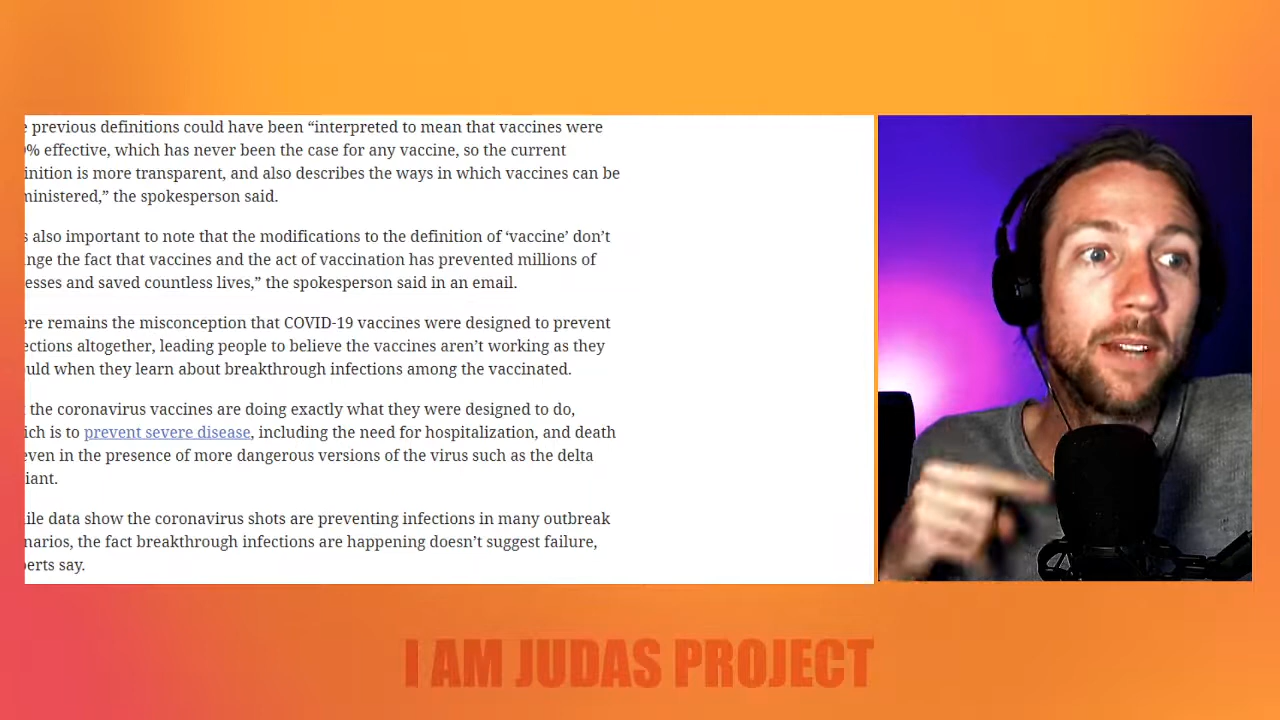 e previous definitions could have been “interpreted to mean that vaccines were
0% effective, which has never been the case for any vaccine, so the current
inition is more transparent, and also describes the ways in which vaccines can be
ministered,” the spokesperson said.
s also important to note that the modifications to the definition of ‘vaccine’ don’t
nge the fact that vaccines and the act of vaccination has prevented millions of
esses and saved countless lives,” the spokesperson said in an email.
ere remains the misconception that COVID-19 vaccines were designed to prevent
ections altogether, leading people to believe the vaccines aren’t working as they
uld when they learn about breakthrough infections among the vaccinated.
the coronavirus vaccines are doing exactly what they were designed to do,
ich is to prevent severe disease, including the need for hospitalization, and death
even in the presence of more dangerous versions of the virus such as the delta
iant.
ile data show the coronavirus shots are preventing infections in many outbreak
narios, the fact breakthrough infections are happening doesn’t suggest failure,
erts say.
I AM JUDAS PROJECT